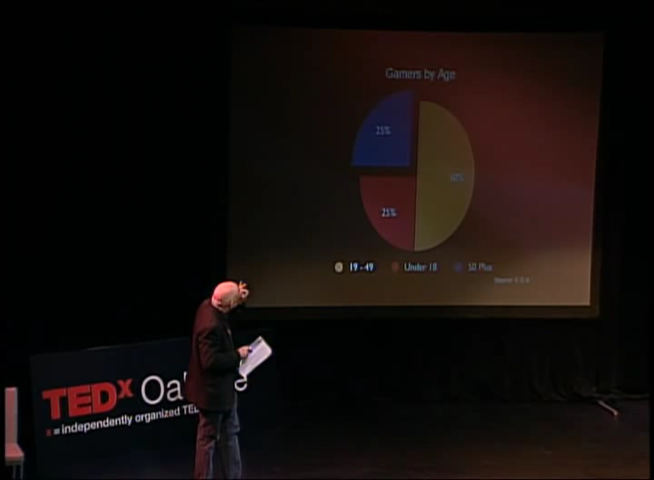 Gamers by Age
25%
50%
25%
19 - 49
Under 18
50 Plus
TEDx Oa
x = independently organized TED